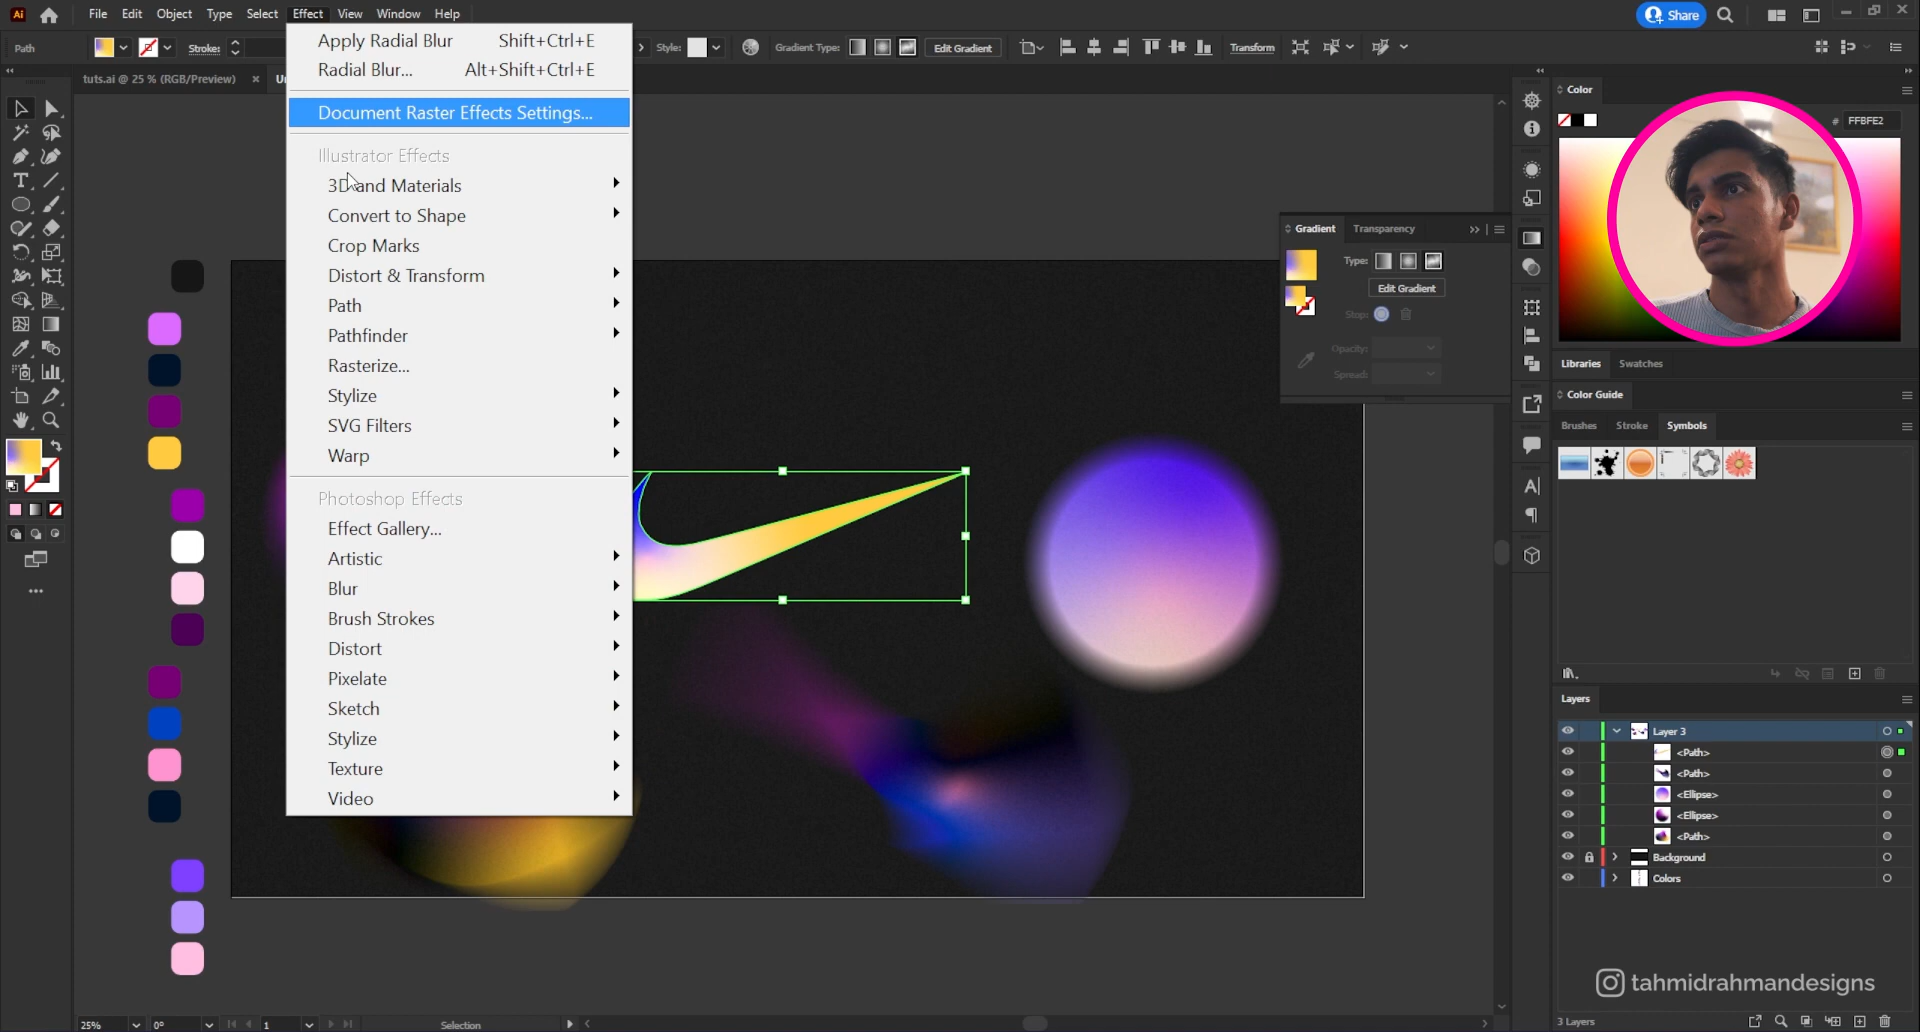 Ai File Edit Object Type Select Effect View Window Help Share
Path Stroke: Style: Gradient Type: Edit Gradient Transform
tuts.ai @ 25 % (RGB/Preview) × Un
Apply Radial Blur Shift+Ctrl+E
Radial Blur... Alt+Shift+Ctrl+E
Document Raster Effects Settings...
Illustrator Effects
3D and Materials
Convert to Shape
Crop Marks
Distort & Transform
Path
Pathfinder
Rasterize...
Stylize
SVG Filters
Warp
Photoshop Effects
Effect Gallery...
Artistic
Blur
Brush Strokes
Distort
Pixelate
Sketch
Stylize
Texture
Video
Gradient Transparency
Type:
Edit Gradient
Stop:
Opacity:
Spread:
Color
# FFBFE2
Libraries Swatches
Color Guide
Brushes Stroke Symbols
Layers
Layer 3
<Path>
<Path>
<Ellipse>
<Ellipse>
<Path>
Background
Colors
tahmidrahmandesigns
3 Layers
25% 0° 1 Selection